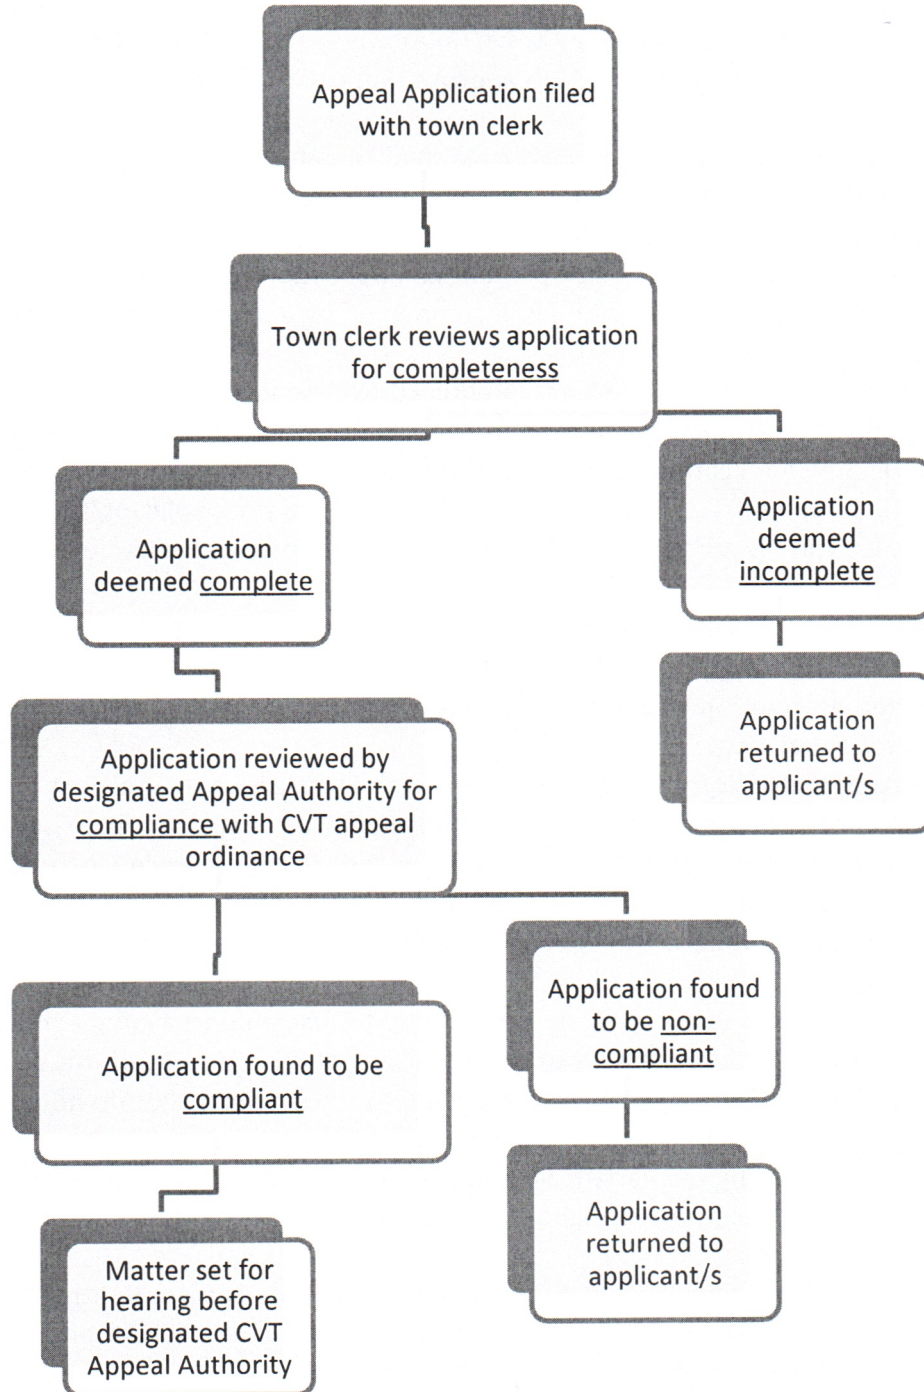 Appeal Application filed
with town clerk
Town clerk reviews application
for completeness
Application
deemed complete
Application
deemed
incomplete
Application
returned to
applicant/s
Application reviewed by
designated Appeal Authority for
compliance with CVT appeal
ordinance
Application found to be
compliant
Application found
to be non-
compliant
Application
returned to
applicant/s
Matter set for
hearing before
designated CVT
Appeal Authority